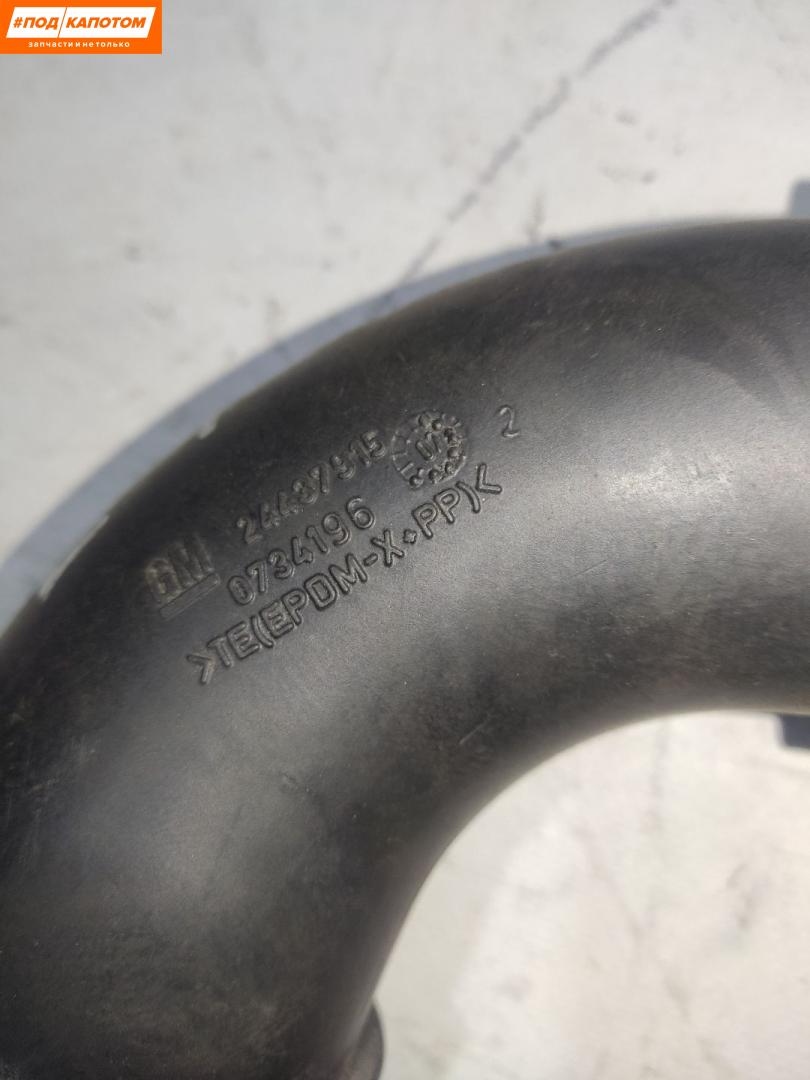 #ПОД КАПОТОМ
запчасти и не только
GM 24437915 2
0734196
>TE(EPDM-X+PP)<